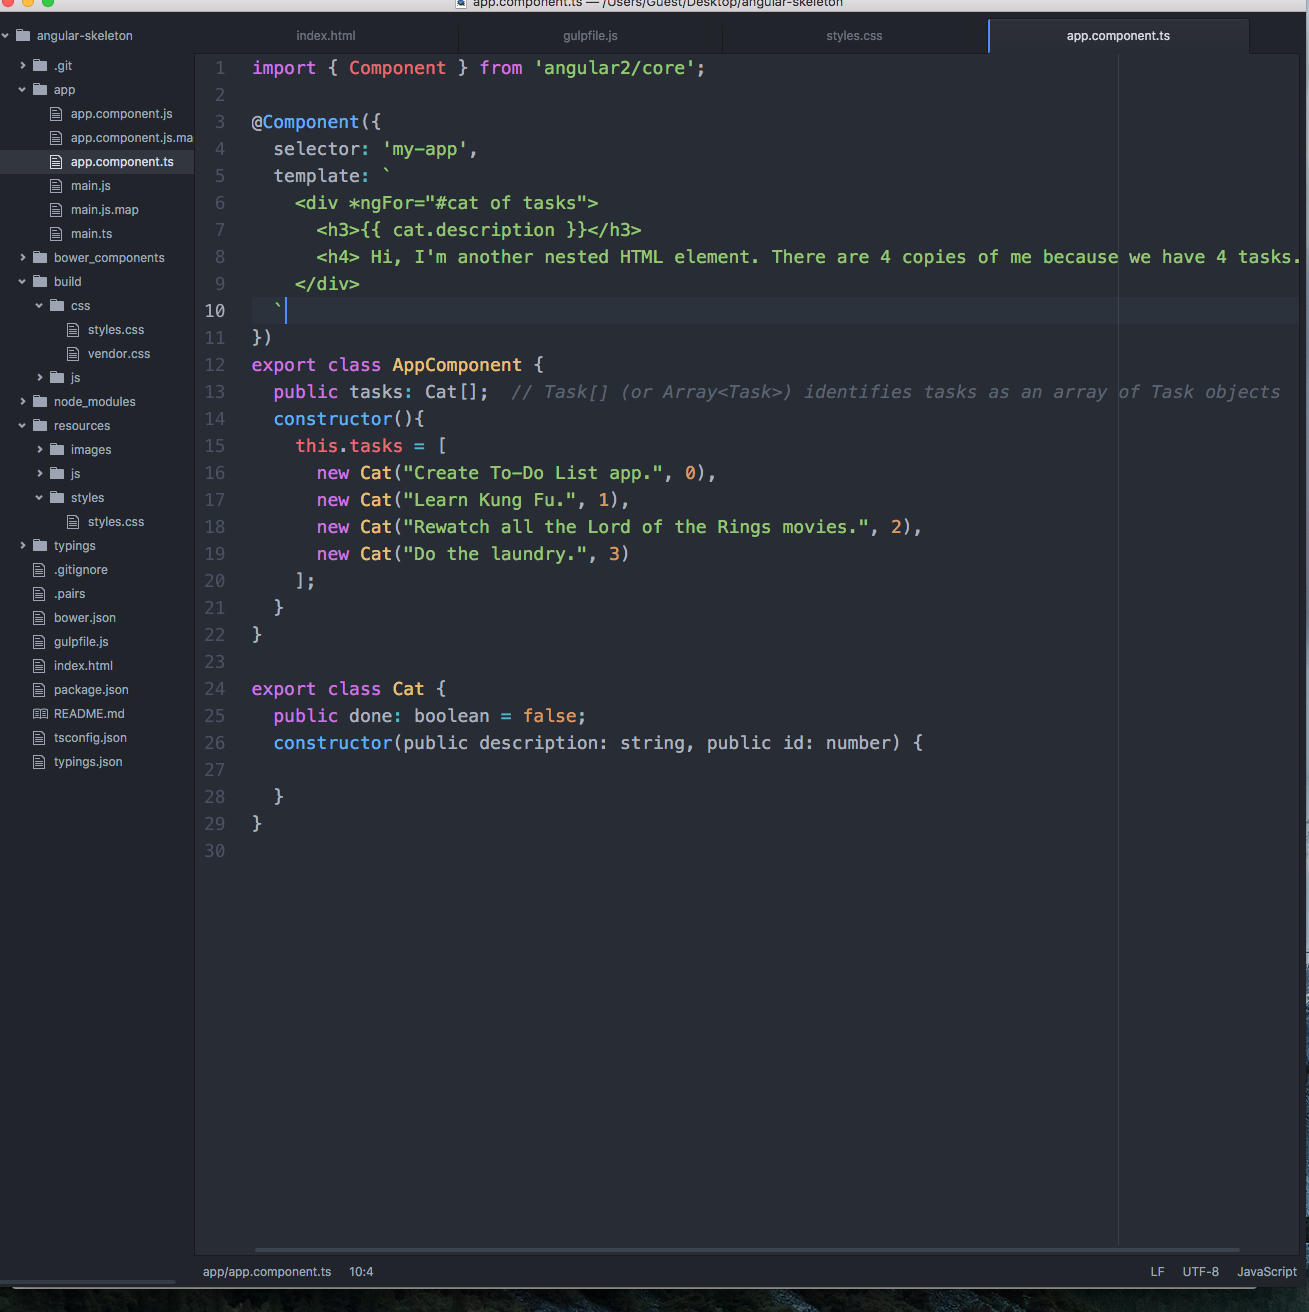 app.component.ts — /Users/Guest/Desktop/angular-skeleton
angular-skeleton
.git
app
app.component.js
app.component.js.ma
app.component.ts
main.js
main.js.map
main.ts
bower_components
build
css
styles.css
vendor.css
js
node_modules
resources
images
js
styles
styles.css
typings
.gitignore
.pairs
bower.json
gulpfile.js
index.html
package.json
README.md
tsconfig.json
typings.json
index.html
gulpfile.js
styles.css
app.component.ts
1 import { Component } from 'angular2/core';
2
3 @Component({
4 selector: 'my-app',
5 template: `
6 <div *ngFor="#cat of tasks">
7 <h3>{{ cat.description }}</h3>
8 <h4> Hi, I'm another nested HTML element. There are 4 copies of me because we have 4 tasks.
9 </div>
10 `
11 })
12 export class AppComponent {
13 public tasks: Cat[]; // Task[] (or Array<Task>) identifies tasks as an array of Task objects
14 constructor(){
15 this.tasks = [
16 new Cat("Create To-Do List app.", 0),
17 new Cat("Learn Kung Fu.", 1),
18 new Cat("Rewatch all the Lord of the Rings movies.", 2),
19 new Cat("Do the laundry.", 3)
20 ];
21 }
22 }
23
24 export class Cat {
25 public done: boolean = false;
26 constructor(public description: string, public id: number) {
27
28 }
29 }
30
app/app.component.ts 10:4 LF UTF-8 JavaScript